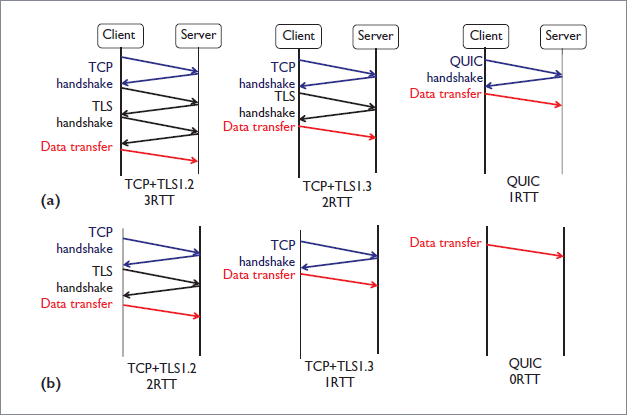 Client Server
TCP
handshake
TLS
handshake
Data transfer
TCP+TLS1.2
3RTT
Client Server
TCP
handshake
TLS
handshake
Data transfer
TCP+TLS1.3
2RTT
Client Server
QUIC
handshake
Data transfer
QUIC
1RTT
(a)
TCP
handshake
TLS
handshake
Data transfer
TCP+TLS1.2
2RTT
TCP
handshake
Data transfer
TCP+TLS1.3
1RTT
Data transfer
QUIC
0RTT
(b)